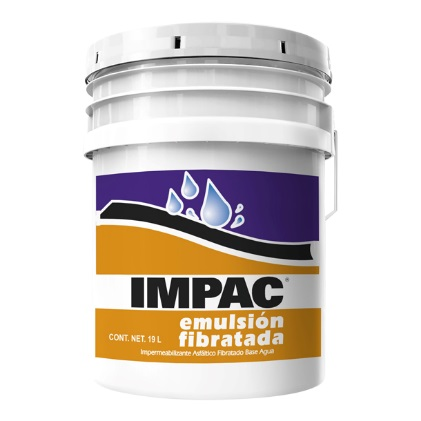 IMPAC®
emulsión
fibratada
CONT. NET. 19 L
Impermeabilizante Asfáltico Fibratado Base Agua